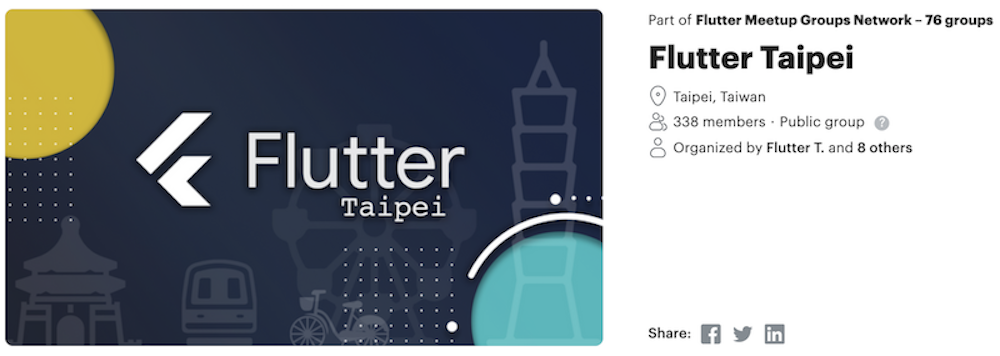 Flutter
Taipei
Part of Flutter Meetup Groups Network – 76 groups
Flutter Taipei
Taipei, Taiwan
338 members · Public group ?
Organized by Flutter T. and 8 others
Share: